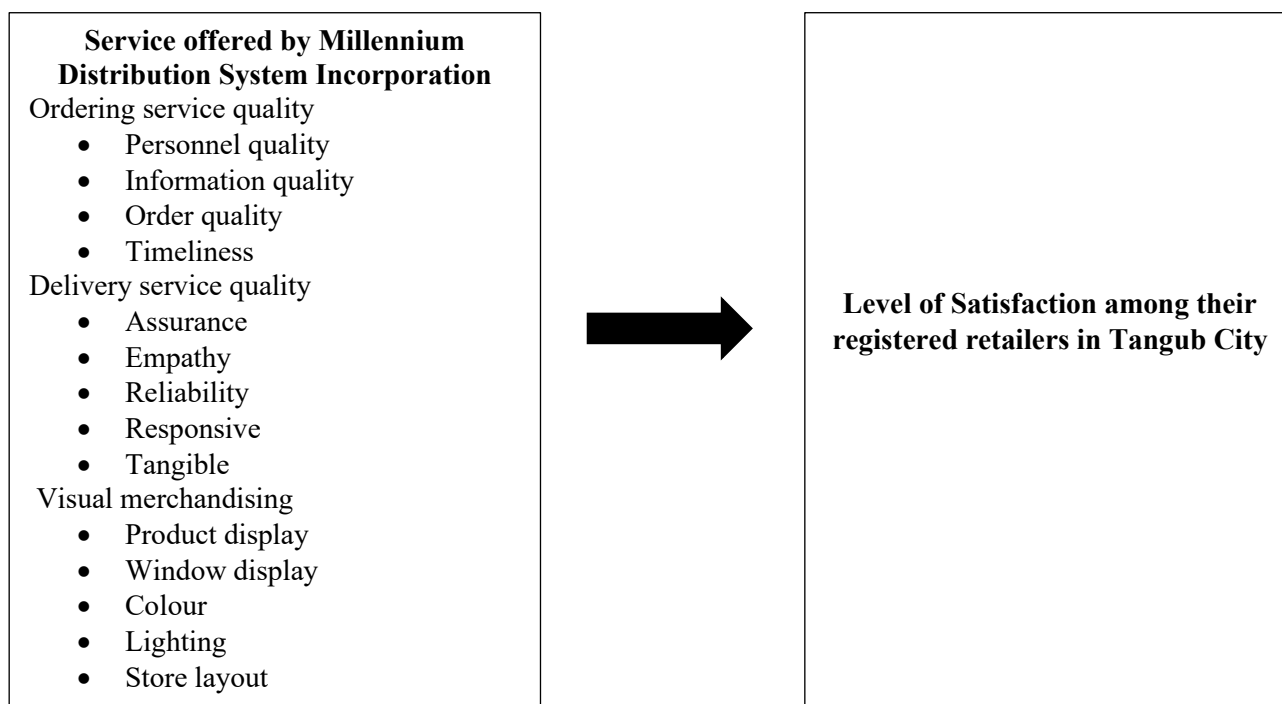 Service offered by Millennium
Distribution System Incorporation
Ordering service quality
• Personnel quality
• Information quality
• Order quality
• Timeliness
Delivery service quality
• Assurance
• Empathy
• Reliability
• Responsive
• Tangible
Visual merchandising
• Product display
• Window display
• Colour
• Lighting
• Store layout
Level of Satisfaction among their
registered retailers in Tangub City